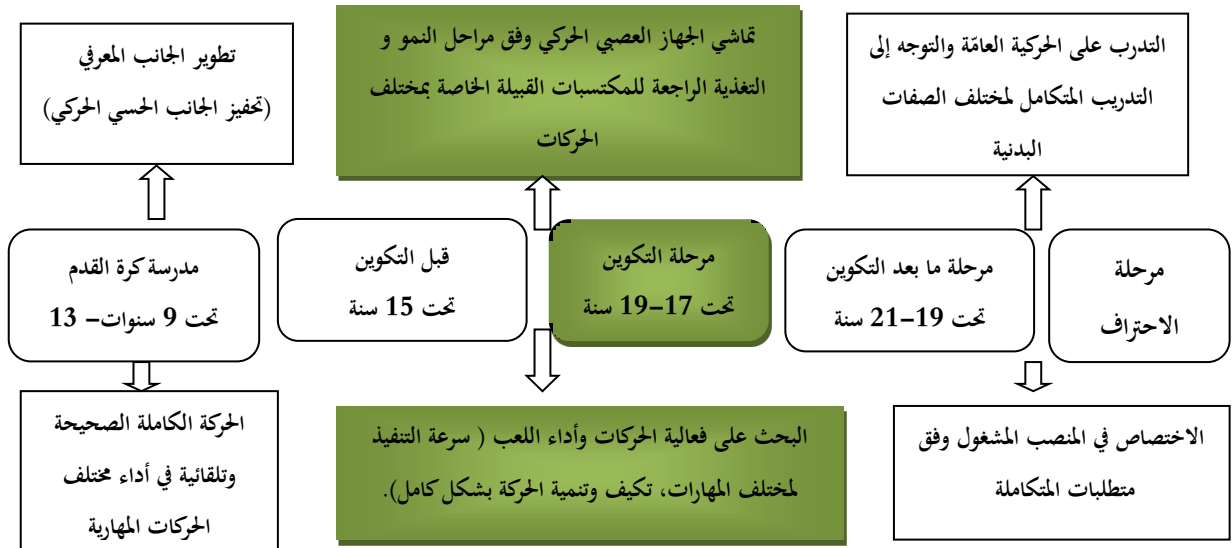 التدرب على الحركية العامّة والتوجه إلى
التدريب المتكامل لمختلف الصفات
البدنية
تماشي الجهاز العصبي الحركي وفق مراحل النمو و
التغذية الراجعة للمكتسبات القبيلة الخاصة بمختلف
الحركات
تطوير الجانب المعرفي
(تحفيز الجانب الحسي الحركي)
مرحلة
الاحتراف
مرحلة ما بعد التكوين
تحت 19–21 سنة
مرحلة التكوين
تحت 17–19 سنة
قبل التكوين
تحت 15 سنة
مدرسة كرة القدم
تحت 9 سنوات– 13
الاختصاص في المنصب المشغول وفق
متطلبات المتكاملة
البحث على فعالية الحركات وأداء اللعب ( سرعة التنفيذ
لمختلف المهارات، تكيف وتنمية الحركة بشكل كامل).
الحركة الكاملة الصحيحة
وتلقائية في أداء مختلف
الحركات المهارية